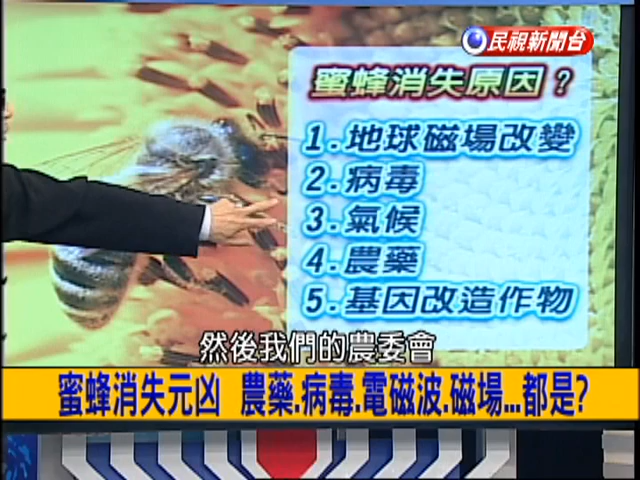 民視新聞台
蜜蜂消失原因？
1.地球磁場改變
2.病毒
3.氣候
4.農藥
5.基因改造作物
然後我們的農委會
蜜蜂消失元凶 農藥.病毒.電磁波.磁場...都是?